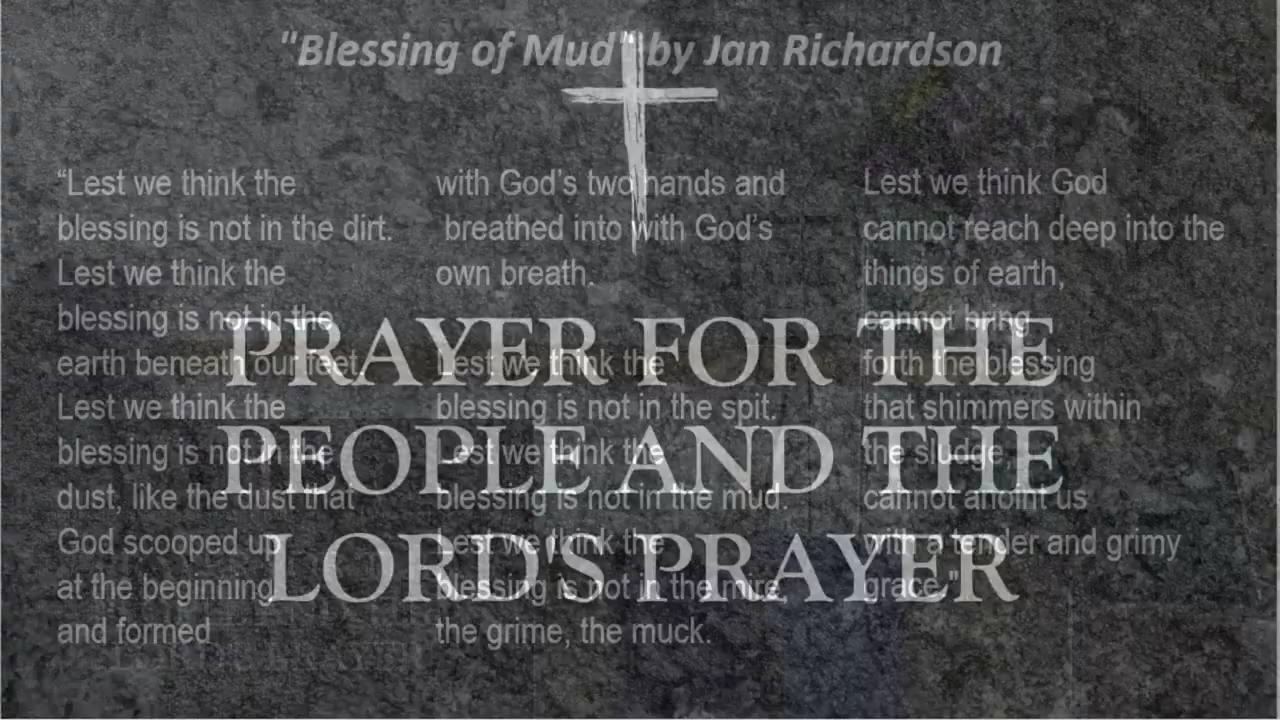 "Blessing of Mud" by Jan Richardson
“Lest we think the
blessing is not in the dirt.
Lest we think the
blessing is not in the
earth beneath our feet
Lest we think the
blessing is not in the
dust, like the dust that
God scooped up
at the beginning
and formed
with God’s two hands and
breathed into with God’s
own breath.
Lest we think the
blessing is not in the spit.
Lest we think the
blessing is not in the mud.
Lest we think the
blessing is not in the mire,
the grime, the muck.
Lest we think God
cannot reach deep into the
things of earth,
cannot bring
forth the blessing
that shimmers within
the sludge
cannot anoint us
with a tender and grimy
grace."
PRAYER FOR THE
PEOPLE AND THE
LORD'S PRAYER